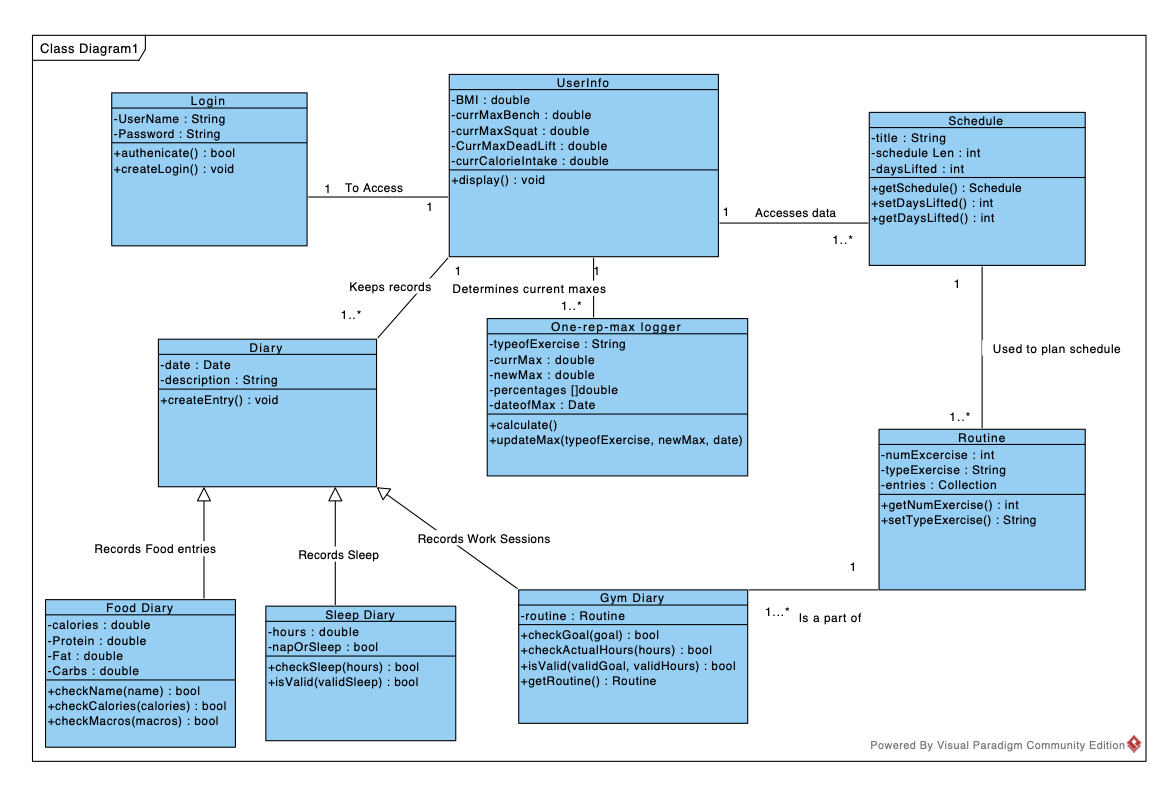 Class Diagram1
Login
-UserName : String
-Password : String
+authenicate() : bool
+createLogin() : void
UserInfo
-BMI : double
-currMaxBench : double
-currMaxSquat : double
-CurrMaxDeadLift : double
-currCalorieIntake : double
+display() : void
Schedule
-title : String
-schedule Len : int
-daysLifted : int
+getSchedule() : Schedule
+setDaysLifted() : int
+getDaysLifted() : int
1
To Access
1
1
Accesses data
1..*
Keeps records
1
1..*
1
Determines current maxes
1..*
1
Used to plan schedule
1..*
Diary
-date : Date
-description : String
+createEntry() : void
One-rep-max logger
-typeofExercise : String
-currMax : double
-newMax : double
-percentages []double
-dateofMax : Date
+calculate()
+updateMax(typeofExercise, newMax, date)
Routine
-numExcercise : int
-typeExercise : String
-entries : Collection
+getNumExercise() : int
+setTypeExercise() : String
Records Food entries
Records Sleep
Records Work Sessions
1
1...*
Is a part of
Food Diary
-calories : double
-Protein : double
-Fat : double
-Carbs : double
+checkName(name) : bool
+checkCalories(calories) : bool
+checkMacros(macros) : bool
Sleep Diary
-hours : double
-napOrSleep : bool
+checkSleep(hours) : bool
+isValid(validSleep) : bool
Gym Diary
-routine : Routine
+checkGoal(goal) : bool
+checkActualHours(hours) : bool
+isValid(validGoal, validHours) : bool
+getRoutine() : Routine
Powered By Visual Paradigm Community Edition